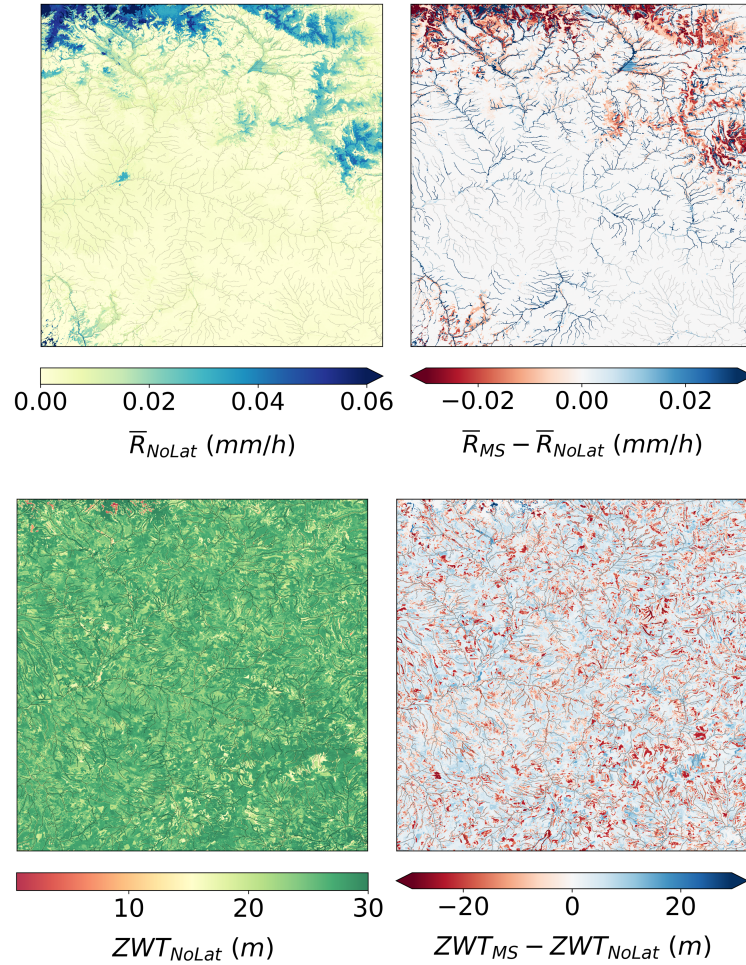 0.00 0.02 0.04 0.06
−0.02 0.00 0.02
R̅NoLat (mm/h)
R̅MS − R̅NoLat (mm/h)
10 20 30
−20 0 20
ZWTNoLat (m)
ZWTMS − ZWTNoLat (m)